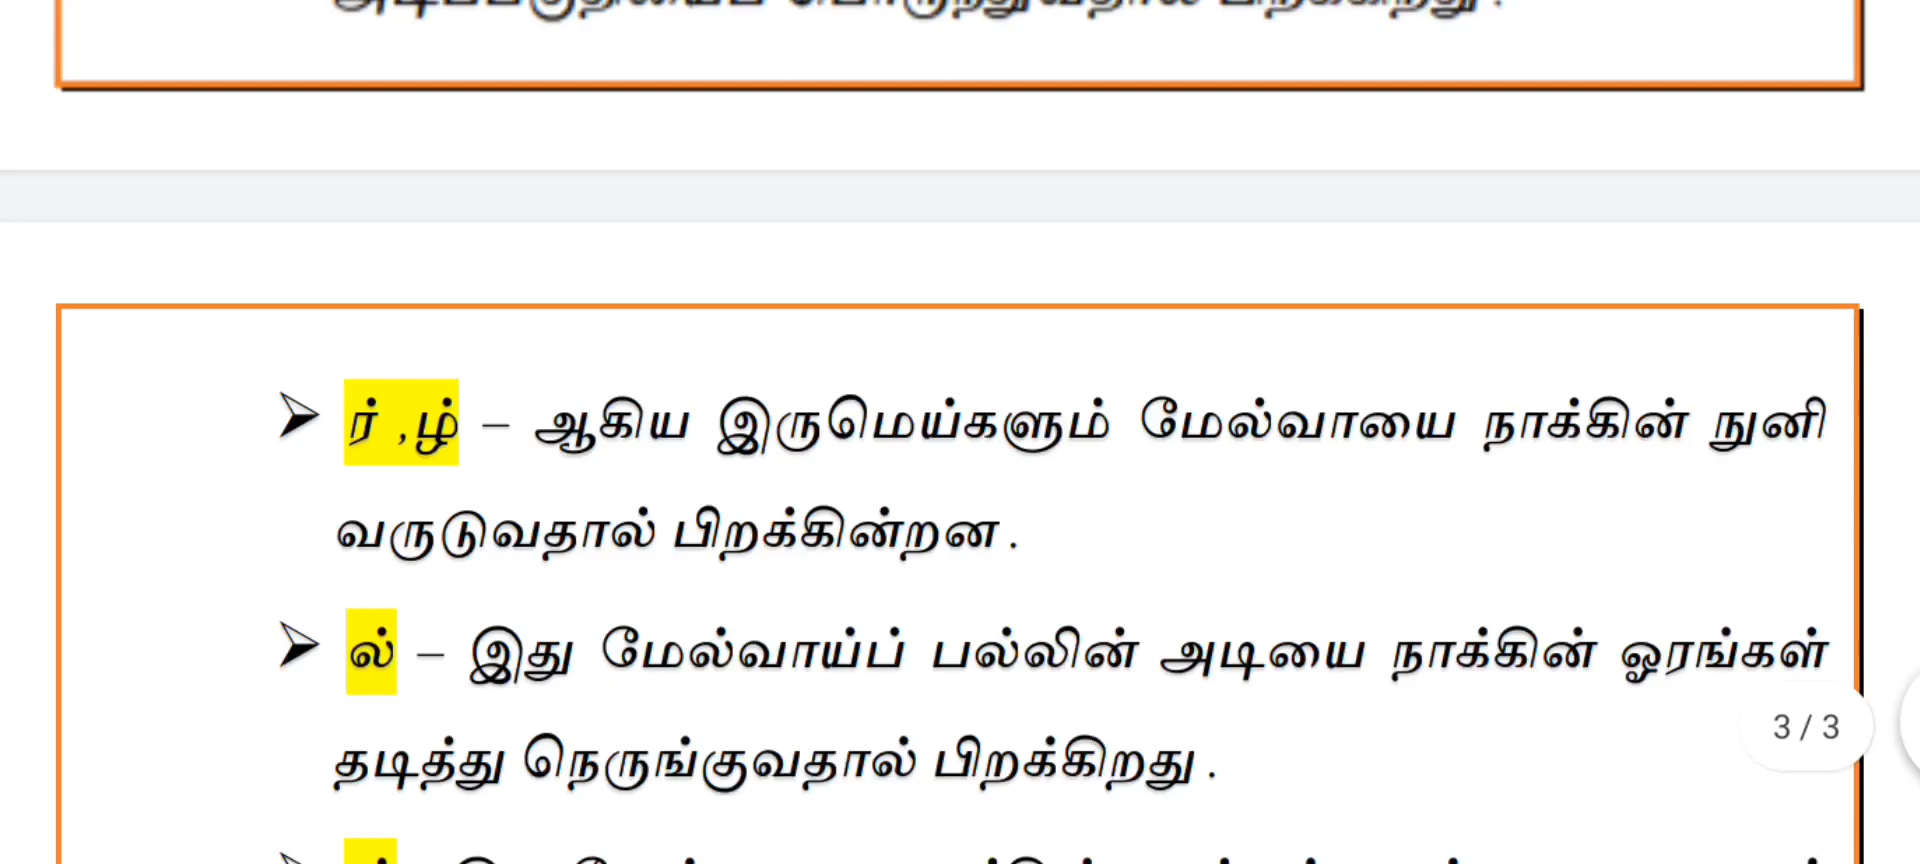 ர் ,ழ் – ஆகிய இருமெய்களும் மேல்வாயை நாக்கின் நுனி
வருடுவதால் பிறக்கின்றன .
ல் – இது மேல்வாய்ப் பல்லின் அடியை நாக்கின் ஓரங்கள்
தடித்து நெருங்குவதால் பிறக்கிறது .
3 / 3